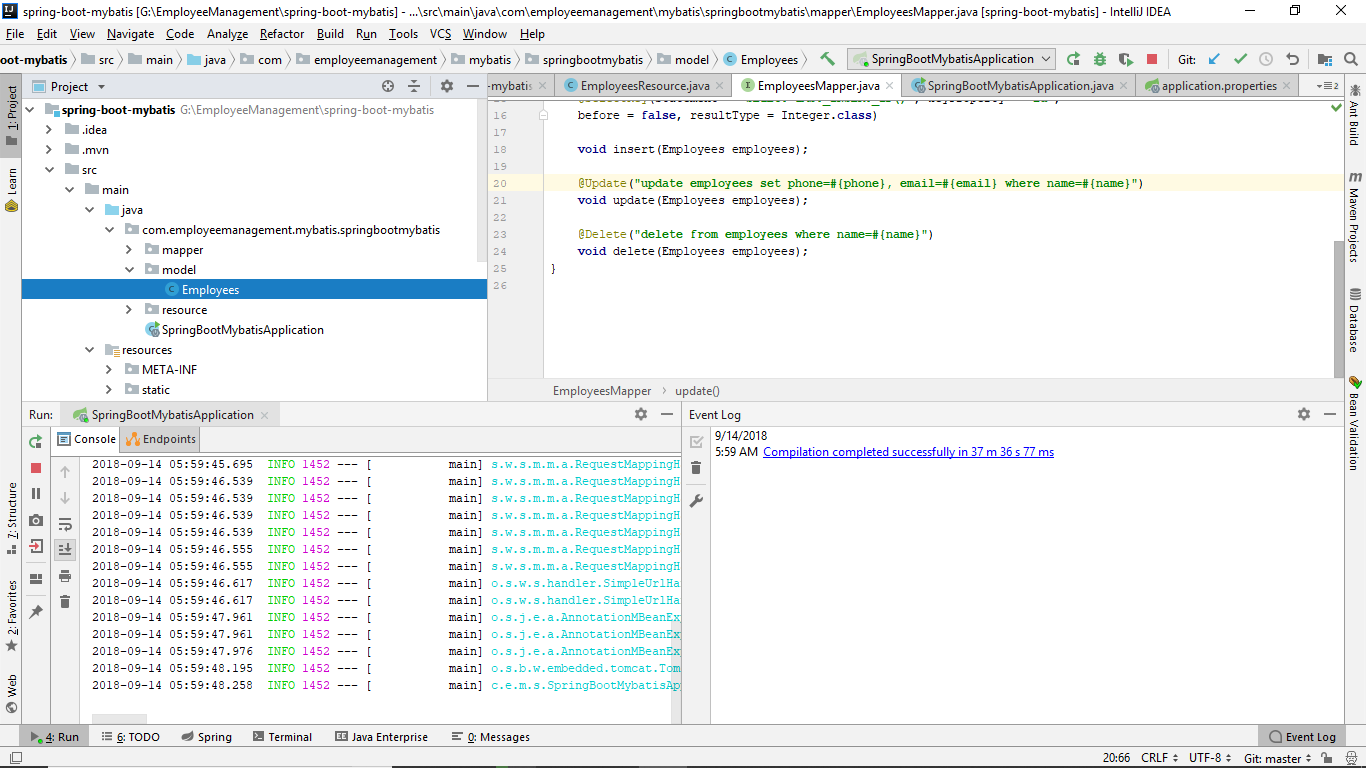 spring-boot-mybatis [G:\EmployeeManagement\spring-boot-mybatis] - ...\src\main\java\com\employeemanagement\mybatis\springbootmybatis\mapper\EmployeesMapper.java [spring-boot-mybatis] - IntelliJ IDEA
File Edit View Navigate Code Analyze Refactor Build Run Tools VCS Window Help
oot-mybatis src main java com employeemanagement mybatis springbootmybatis model Employees SpringBootMybatisApplication Git:
1: Project
Learn
7: Structure
2: Favorites
Web
Project
spring-boot-mybatis G:\EmployeeManagement\spring-boot-mybatis
.idea
.mvn
src
main
java
com.employeemanagement.mybatis.springbootmybatis
mapper
model
Employees
resource
SpringBootMybatisApplication
resources
META-INF
static
-mybatis EmployeesResource.java EmployeesMapper.java SpringBootMybatisApplication.java application.properties 2
16 before = false, resultType = Integer.class)
17
18 void insert(Employees employees);
19
20 @Update("update employees set phone=#{phone}, email=#{email} where name=#{name}")
21 void update(Employees employees);
22
23 @Delete("delete from employees where name=#{name}")
24 void delete(Employees employees);
25 }
26
EmployeesMapper update()
Ant Build
Maven Projects
Database
Bean Validation
Run: SpringBootMybatisApplication
Console Endpoints
2018-09-14 05:59:45.695 INFO 1452 --- [ main] s.w.s.m.m.a.RequestMappingH
2018-09-14 05:59:46.539 INFO 1452 --- [ main] s.w.s.m.m.a.RequestMappingH
2018-09-14 05:59:46.539 INFO 1452 --- [ main] s.w.s.m.m.a.RequestMappingH
2018-09-14 05:59:46.539 INFO 1452 --- [ main] s.w.s.m.m.a.RequestMappingH
2018-09-14 05:59:46.539 INFO 1452 --- [ main] s.w.s.m.m.a.RequestMappingH
2018-09-14 05:59:46.555 INFO 1452 --- [ main] s.w.s.m.m.a.RequestMappingH
2018-09-14 05:59:46.555 INFO 1452 --- [ main] s.w.s.m.m.a.RequestMappingH
2018-09-14 05:59:46.617 INFO 1452 --- [ main] o.s.w.s.handler.SimpleUrlHa
2018-09-14 05:59:46.617 INFO 1452 --- [ main] o.s.w.s.handler.SimpleUrlHa
2018-09-14 05:59:47.961 INFO 1452 --- [ main] o.s.j.e.a.AnnotationMBeanEx
2018-09-14 05:59:47.961 INFO 1452 --- [ main] o.s.j.e.a.AnnotationMBeanEx
2018-09-14 05:59:47.976 INFO 1452 --- [ main] o.s.j.e.a.AnnotationMBeanEx
2018-09-14 05:59:48.195 INFO 1452 --- [ main] o.s.b.w.embedded.tomcat.Tom
2018-09-14 05:59:48.258 INFO 1452 --- [ main] c.e.m.s.SpringBootMybatisAp
Event Log
9/14/2018
5:59 AM Compilation completed successfully in 37 m 36 s 77 ms
4: Run 6: TODO Spring Terminal Java Enterprise 0: Messages Event Log
20:66 CRLF UTF-8 Git: master